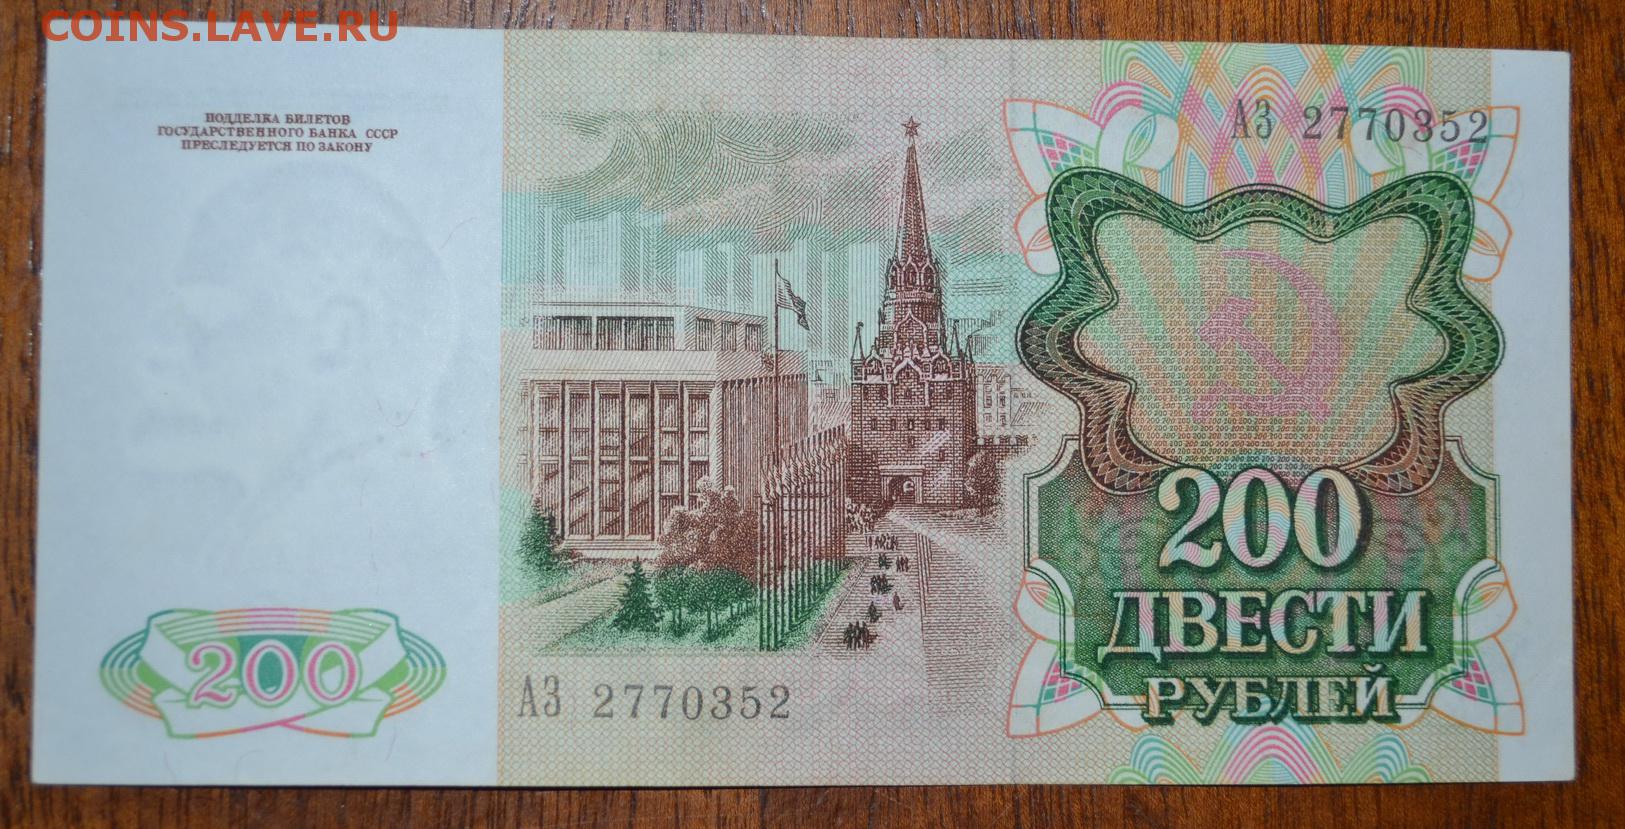 COINS.LAVE.RU
ПОДДЕЛКА БИЛЕТОВ
ГОСУДАРСТВЕННОГО БАНКА СССР
ПРЕСЛЕДУЕТСЯ ПО ЗАКОНУ
АЗ 2770352
200
ДВЕСТИ
РУБЛЕЙ
200
АЗ 2770352